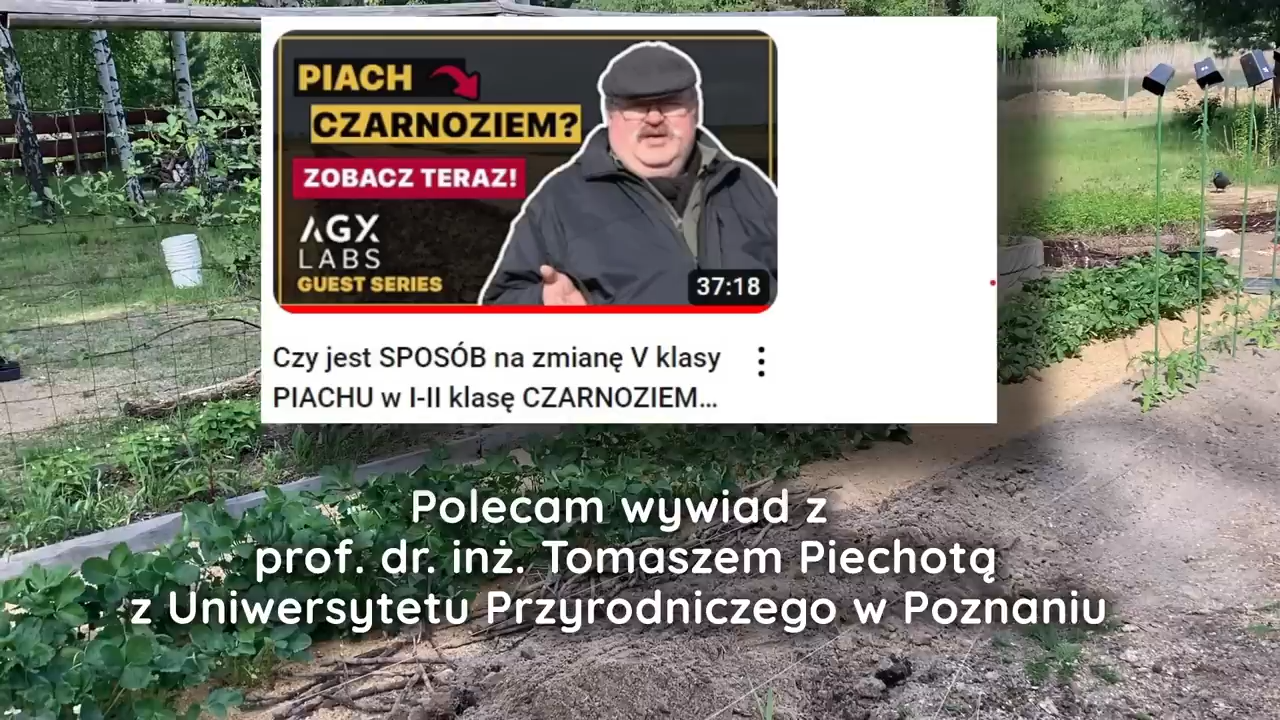 PIACH
CZARNOZIEM?
ZOBACZ TERAZ!
AGX
LABS
GUEST SERIES
37:18
Czy jest SPOSÓB na zmianę V klasy
PIACHU w I-II klasę CZARNOZIEM...
Polecam wywiad z
prof. dr. inż. Tomaszem Piechotą
z Uniwersytetu Przyrodniczego w Poznaniu